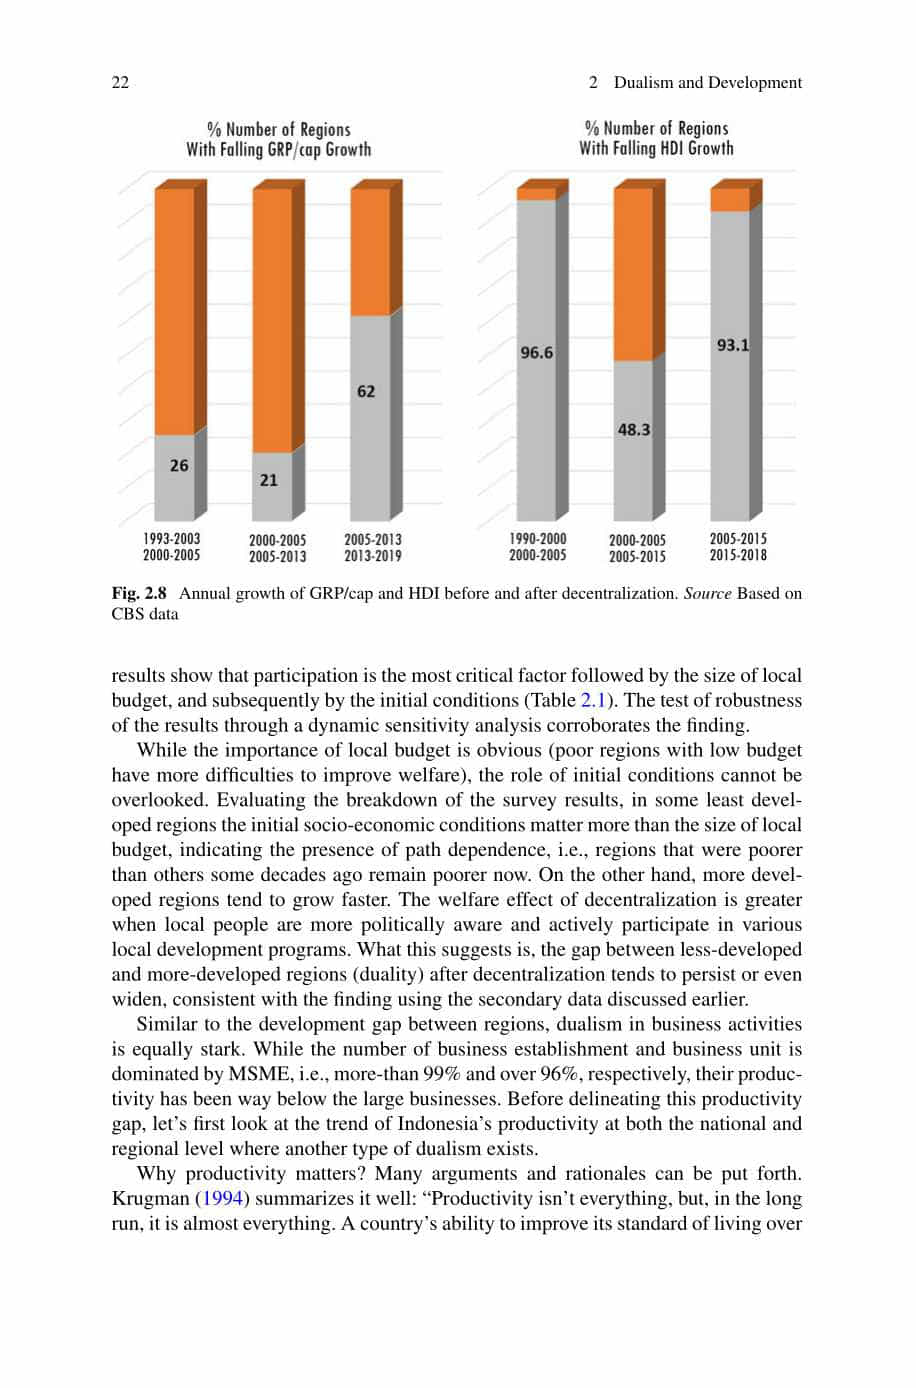 22
2 Dualism and Development
% Number of Regions
With Falling GRP/cap Growth
26
21
62
1993-2003
2000-2005
2000-2005
2005-2013
2005-2013
2013-2019
% Number of Regions
With Falling HDI Growth
96.6
48.3
93.1
1990-2000
2000-2005
2000-2005
2005-2015
2005-2015
2015-2018
Fig. 2.8 Annual growth of GRP/cap and HDI before and after decentralization. Source Based on
CBS data
results show that participation is the most critical factor followed by the size of local
budget, and subsequently by the initial conditions (Table 2.1). The test of robustness
of the results through a dynamic sensitivity analysis corroborates the finding.
While the importance of local budget is obvious (poor regions with low budget
have more difficulties to improve welfare), the role of initial conditions cannot be
overlooked. Evaluating the breakdown of the survey results, in some least devel-
oped regions the initial socio-economic conditions matter more than the size of local
budget, indicating the presence of path dependence, i.e., regions that were poorer
than others some decades ago remain poorer now. On the other hand, more devel-
oped regions tend to grow faster. The welfare effect of decentralization is greater
when local people are more politically aware and actively participate in various
local development programs. What this suggests is, the gap between less-developed
and more-developed regions (duality) after decentralization tends to persist or even
widen, consistent with the finding using the secondary data discussed earlier.
Similar to the development gap between regions, dualism in business activities
is equally stark. While the number of business establishment and business unit is
dominated by MSME, i.e., more-than 99% and over 96%, respectively, their produc-
tivity has been way below the large businesses. Before delineating this productivity
gap, let’s first look at the trend of Indonesia’s productivity at both the national and
regional level where another type of dualism exists.
Why productivity matters? Many arguments and rationales can be put forth.
Krugman (1994) summarizes it well: “Productivity isn’t everything, but, in the long
run, it is almost everything. A country’s ability to improve its standard of living over